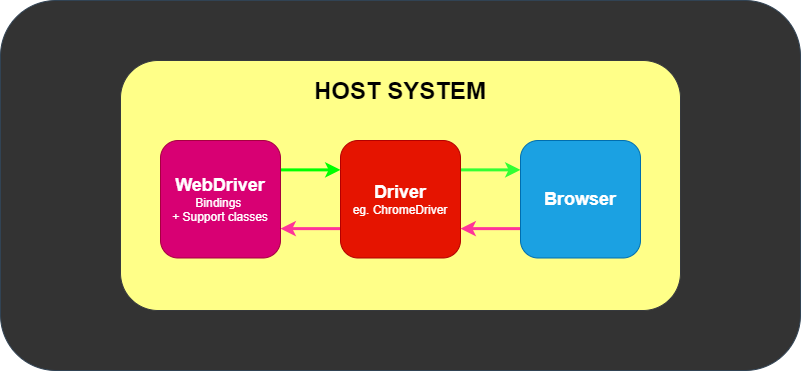 HOST SYSTEM
WebDriver
Bindings
+ Support classes
Driver
eg. ChromeDriver
Browser